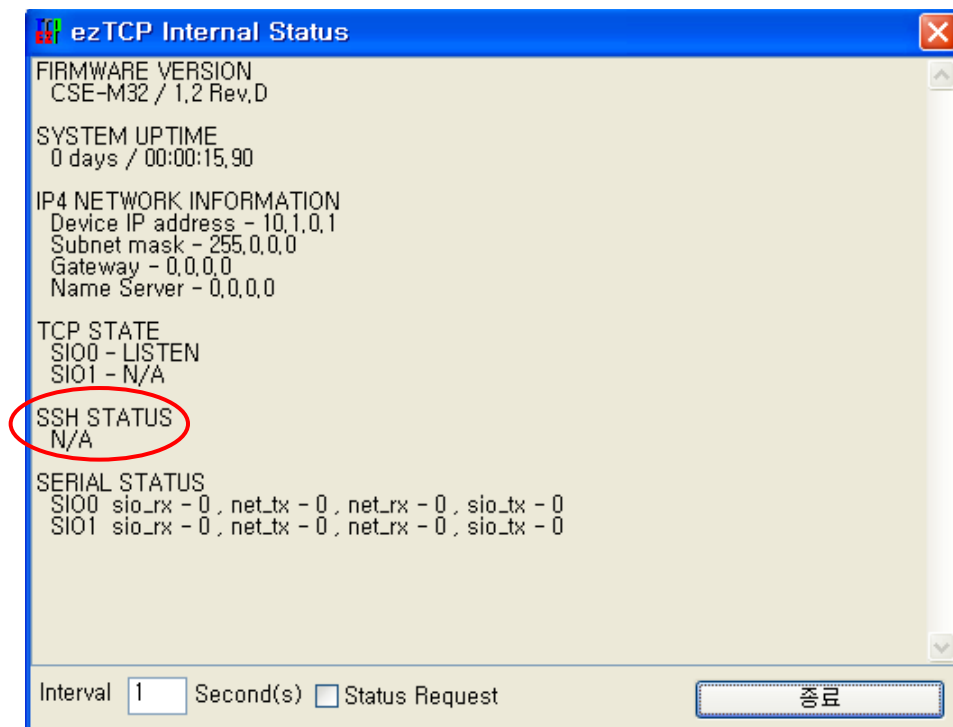 ezTCP Internal Status
FIRMWARE VERSION
CSE-M32 / 1.2 Rev.D
SYSTEM UPTIME
0 days / 00:00:15.90
IP4 NETWORK INFORMATION
Device IP address - 10.1.0.1
Subnet mask - 255.0.0.0
Gateway - 0.0.0.0
Name Server - 0.0.0.0
TCP STATE
SIO0 - LISTEN
SIO1 - N/A
SSH STATUS
N/A
SERIAL STATUS
SIO0 sio_rx - 0 , net_tx - 0 , net_rx - 0 , sio_tx - 0
SIO1 sio_rx - 0 , net_tx - 0 , net_rx - 0 , sio_tx - 0
Interval 1 Second(s) Status Request 종료